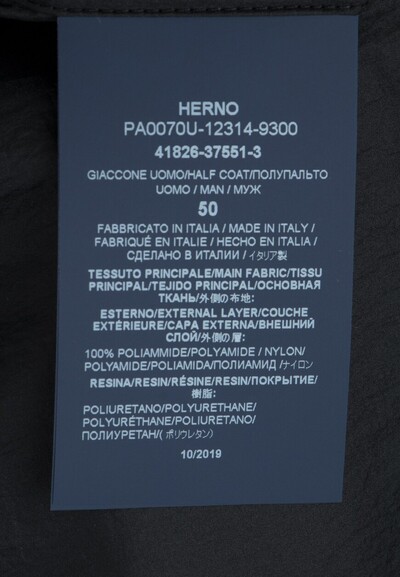 HERNO
PA0070U-12314-9300
41826-37551-3
GIACCONE UOMO/HALF COAT/ПОЛУПАЛЬТО
UOMO / MAN / МУЖ
50
FABBRICATO IN ITALIA / MADE IN ITALY /
FABRIQUÉ EN ITALIE / HECHO EN ITALIA /
СДЕЛАНО В ИТАЛИИ / イタリア製
TESSUTO PRINCIPALE/MAIN FABRIC/TISSU
PRINCIPAL/TEJIDO PRINCIPAL/ОСНОВНАЯ
ТКАНЬ/外側の布地:
ESTERNO/EXTERNAL LAYER/COUCHE
EXTÉRIEURE/CAPA EXTERNA/ВНЕШНИЙ
СЛОЙ/外側の層:
100% POLIAMMIDE/POLYAMIDE / NYLON/
POLYAMIDE/POLIAMIDA/ПОЛИАМИД /ナイロン
RESINA/RESIN/RÉSINE/RESIN/ПОКРЫТИЕ/
樹脂:
POLIURETANO/POLYURETHANE/
POLYURÉTHANE/POLIURETANO/
ПОЛИУРЕТАН/( ポリウレタン)
10/2019